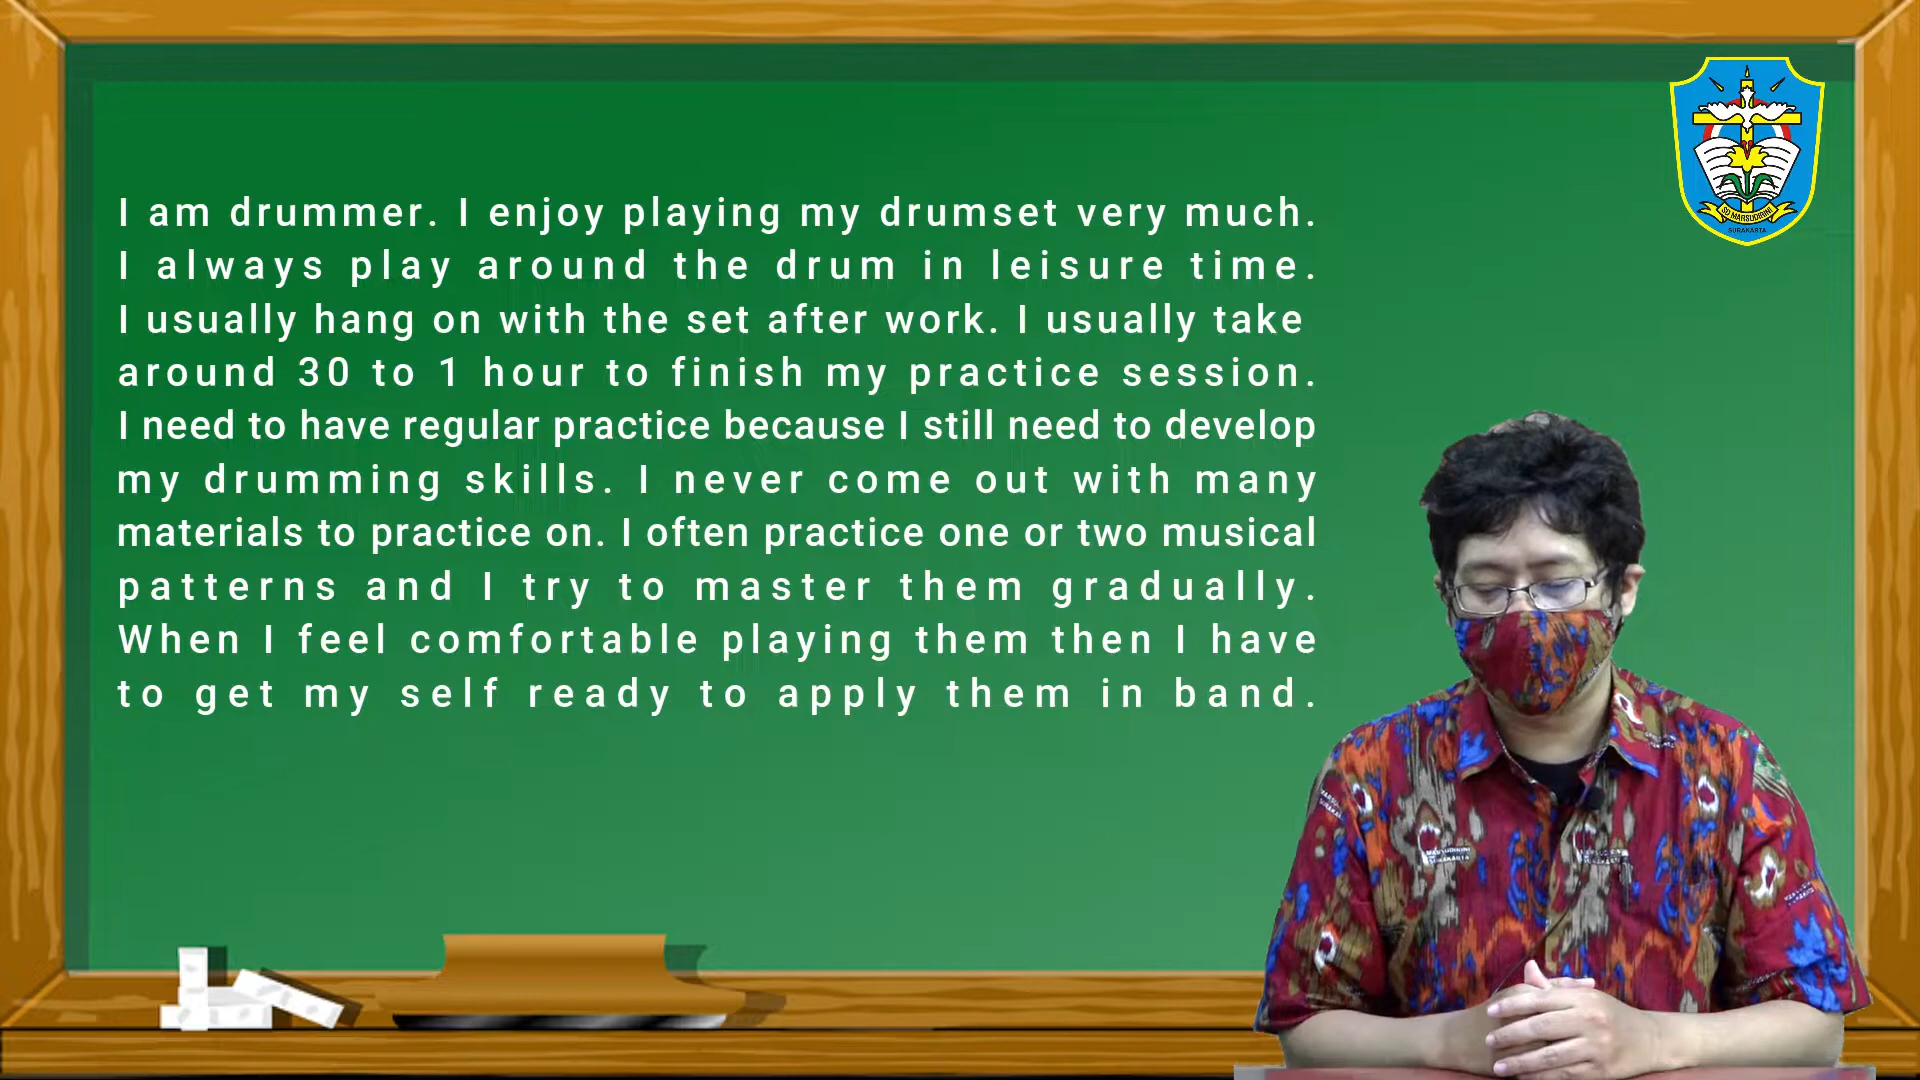 I am drummer. I enjoy playing my drumset very much.
I always play around the drum in leisure time.
I usually hang on with the set after work. I usually take
around 30 to 1 hour to finish my practice session.
I need to have regular practice because I still need to develop
my drumming skills. I never come out with many
materials to practice on. I often practice one or two musical
patterns and I try to master them gradually.
When I feel comfortable playing them then I have
to get my self ready to apply them in band.
SD MARSUDIRINI
SURAKARTA